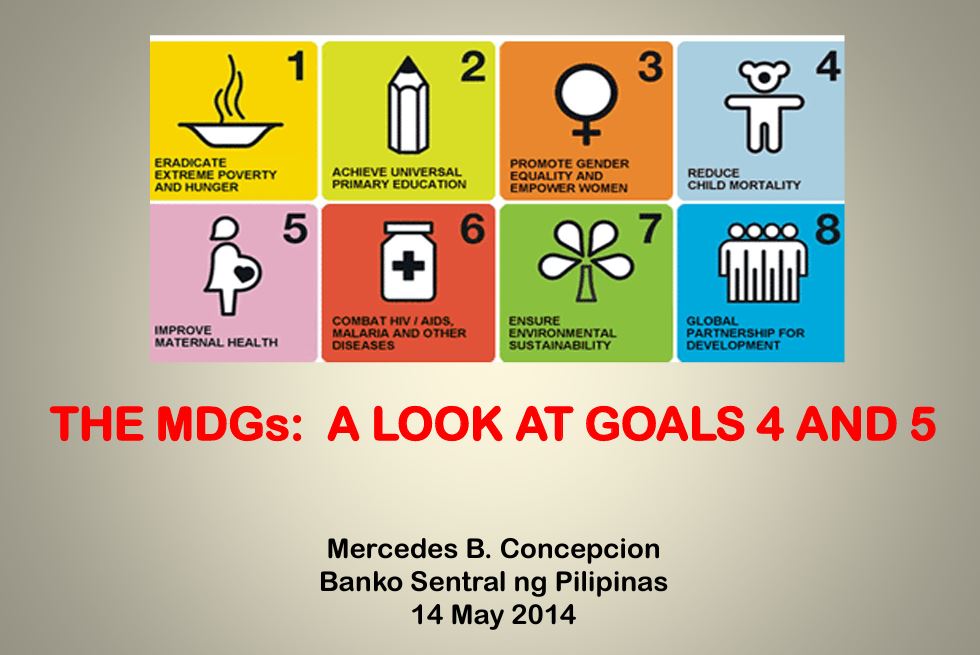 1
ERADICATE
EXTREME POVERTY
AND HUNGER
2
ACHIEVE UNIVERSAL
PRIMARY EDUCATION
3
PROMOTE GENDER
EQUALITY AND
EMPOWER WOMEN
4
REDUCE
CHILD MORTALITY
5
IMPROVE
MATERNAL HEALTH
6
COMBAT HIV / AIDS,
MALARIA AND OTHER
DISEASES
7
ENSURE
ENVIRONMENTAL
SUSTAINABILITY
8
GLOBAL
PARTNERSHIP FOR
DEVELOPMENT
THE MDGs: A LOOK AT GOALS 4 AND 5
Mercedes B. Concepcion
Banko Sentral ng Pilipinas
14 May 2014